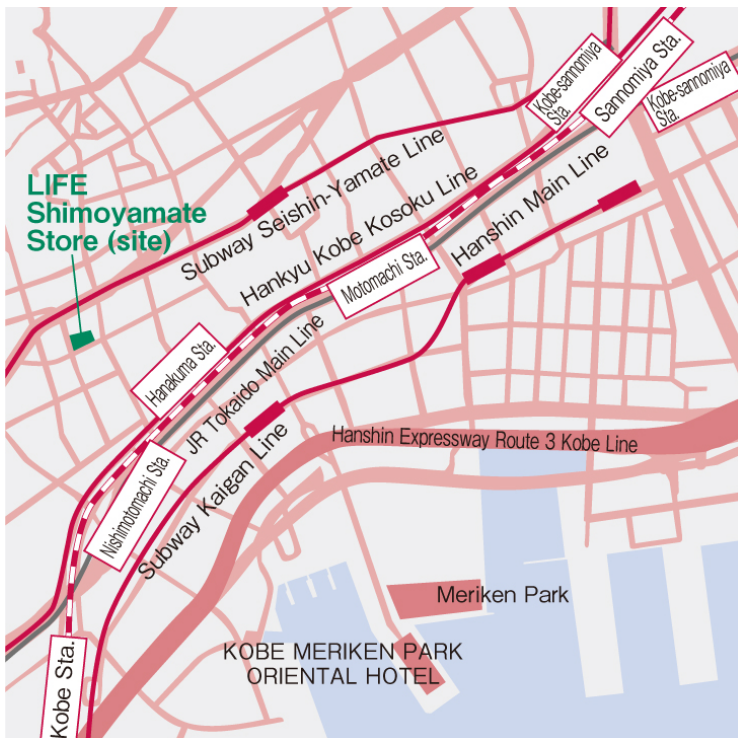 Kobe-sannomiya
Sta.
Sannomiya Sta.
Kobe-sannomiya
Sta.
LIFE
Shimoyamate
Store (site)
Subway Seishin-Yamate Line
Hankyu Kobe Kosoku Line
Hanshin Main Line
Motomachi Sta.
Hanakuma Sta.
JR Tokaido Main Line
Nishimotomachi Sta.
Subway Kaigan Line
Hanshin Expressway Route 3 Kobe Line
Meriken Park
KOBE MERIKEN PARK
ORIENTAL HOTEL
Kobe Sta.